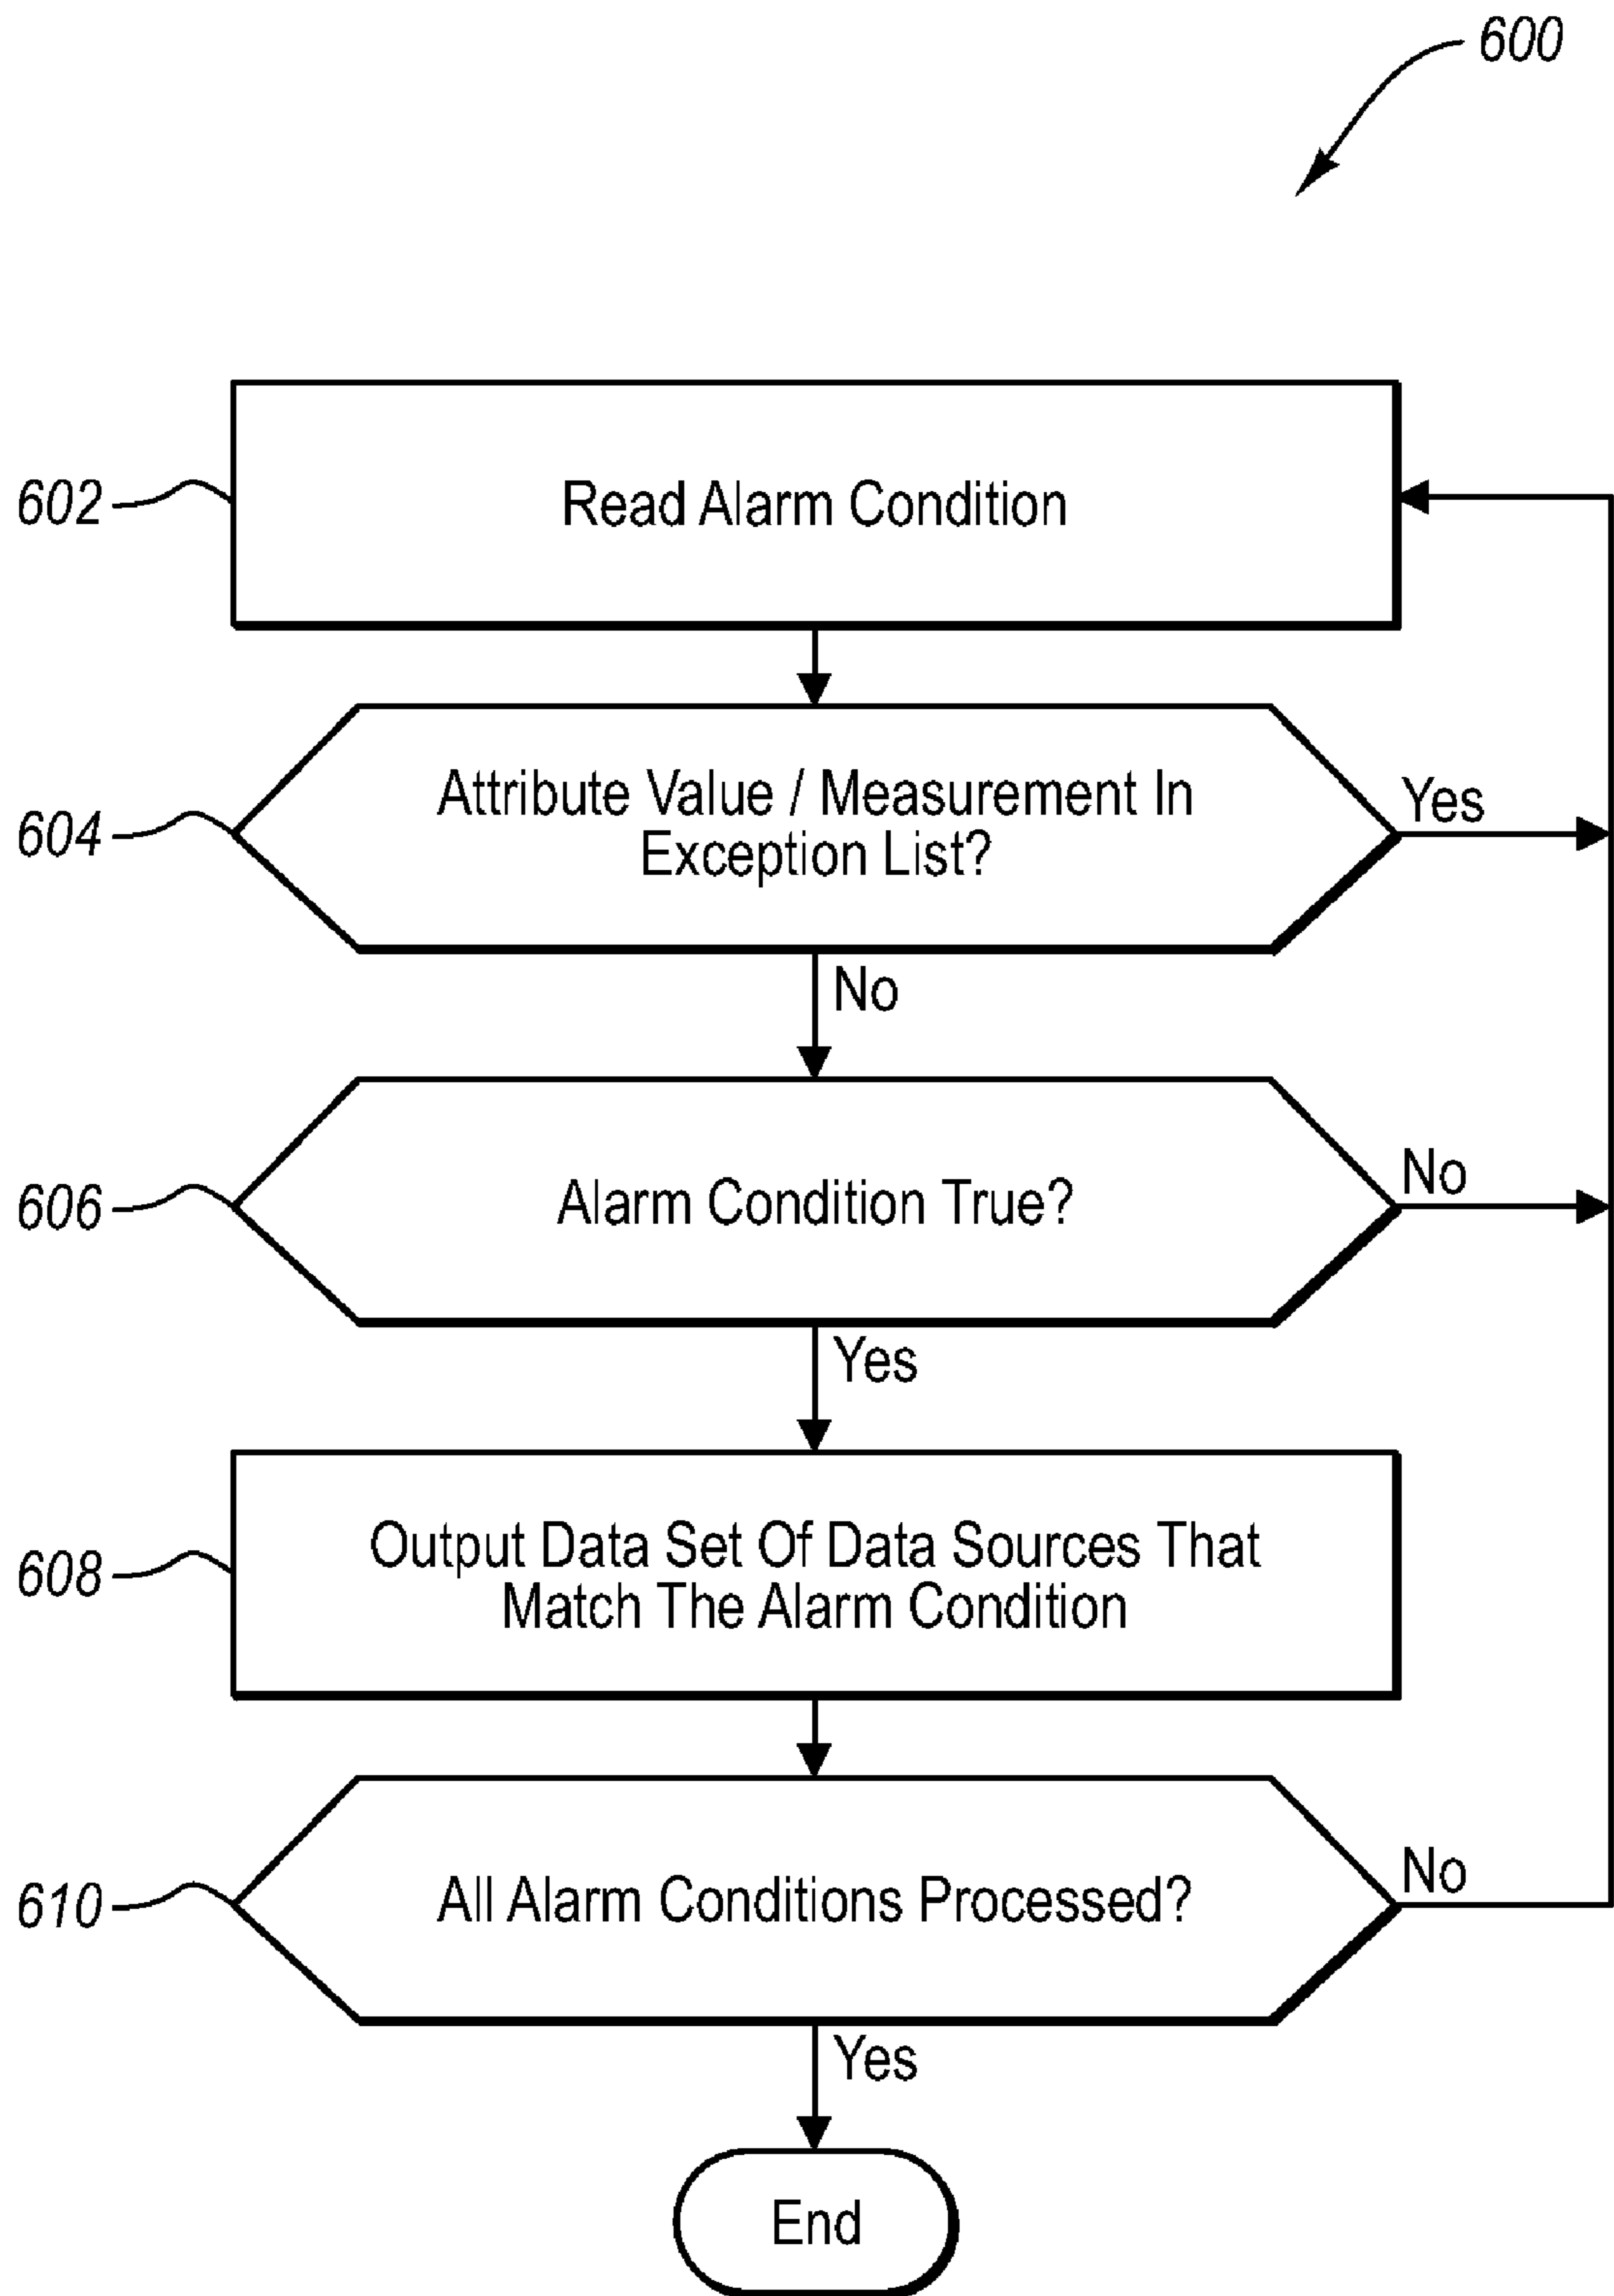 600
602
Read Alarm Condition
604
Attribute Value / Measurement In
Exception List?
Yes
No
606
Alarm Condition True?
No
Yes
608
Output Data Set Of Data Sources That
Match The Alarm Condition
610
All Alarm Conditions Processed?
No
Yes
End